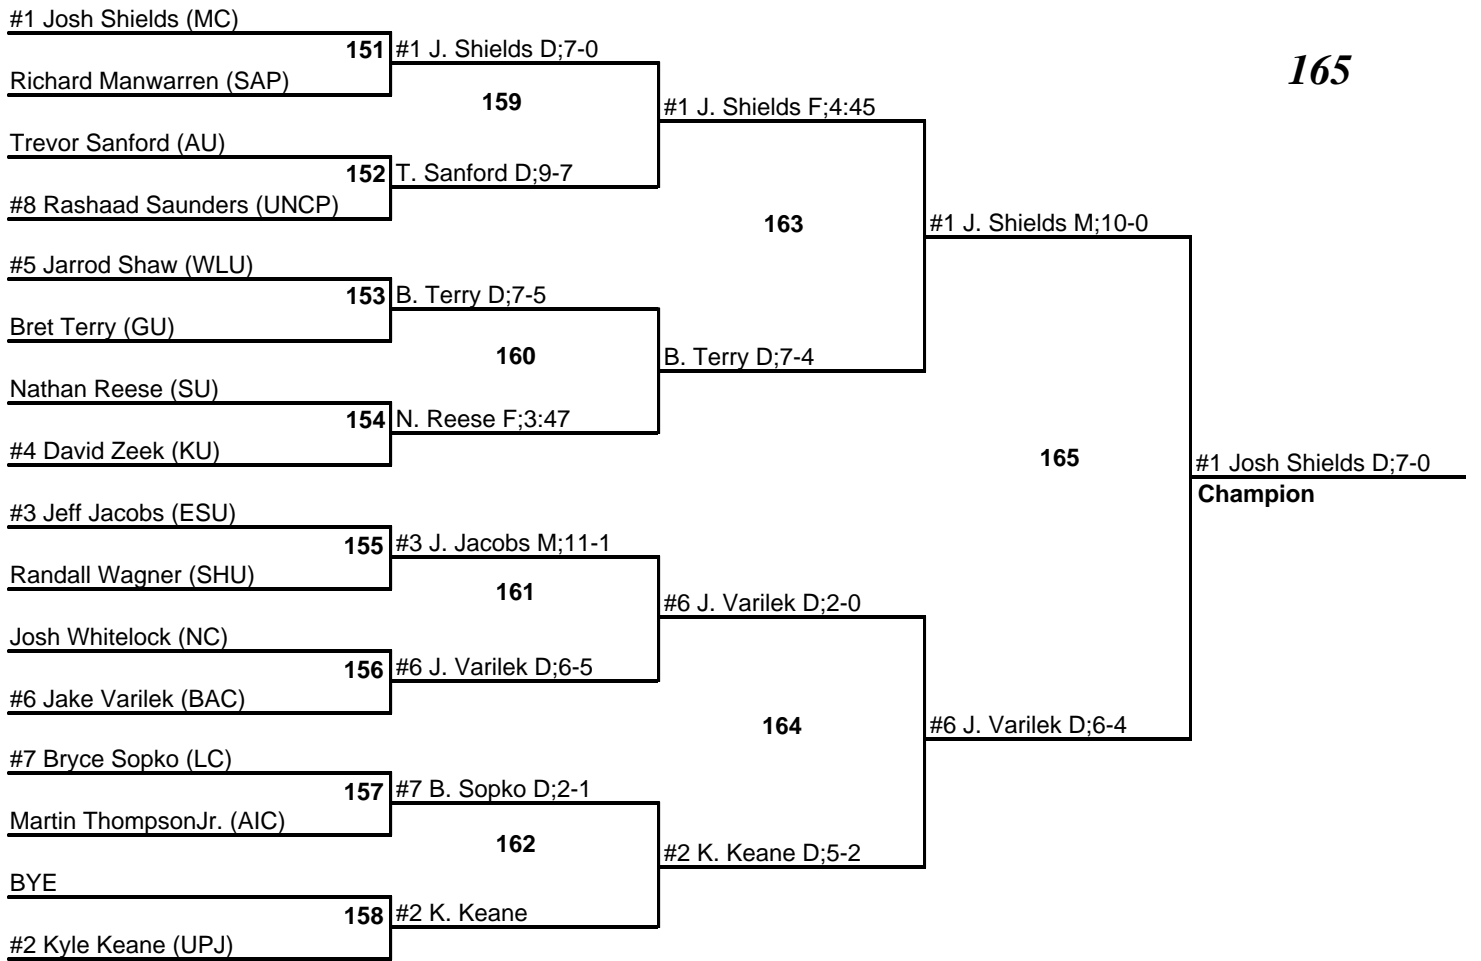 #1 Josh Shields (MC)
151 #1 J. Shields D;7-0
165
Richard Manwarren (SAP)
159
#1 J. Shields F;4:45
Trevor Sanford (AU)
152 T. Sanford D;9-7
#8 Rashaad Saunders (UNCP)
163
#1 J. Shields M;10-0
#5 Jarrod Shaw (WLU)
153 B. Terry D;7-5
Bret Terry (GU)
160
B. Terry D;7-4
Nathan Reese (SU)
154 N. Reese F;3:47
#4 David Zeek (KU)
165
#1 Josh Shields D;7-0
Champion
#3 Jeff Jacobs (ESU)
155 #3 J. Jacobs M;11-1
Randall Wagner (SHU)
161
#6 J. Varilek D;2-0
Josh Whitelock (NC)
156 #6 J. Varilek D;6-5
#6 Jake Varilek (BAC)
164
#6 J. Varilek D;6-4
#7 Bryce Sopko (LC)
157 #7 B. Sopko D;2-1
Martin ThompsonJr. (AIC)
162
#2 K. Keane D;5-2
BYE
158 #2 K. Keane
#2 Kyle Keane (UPJ)